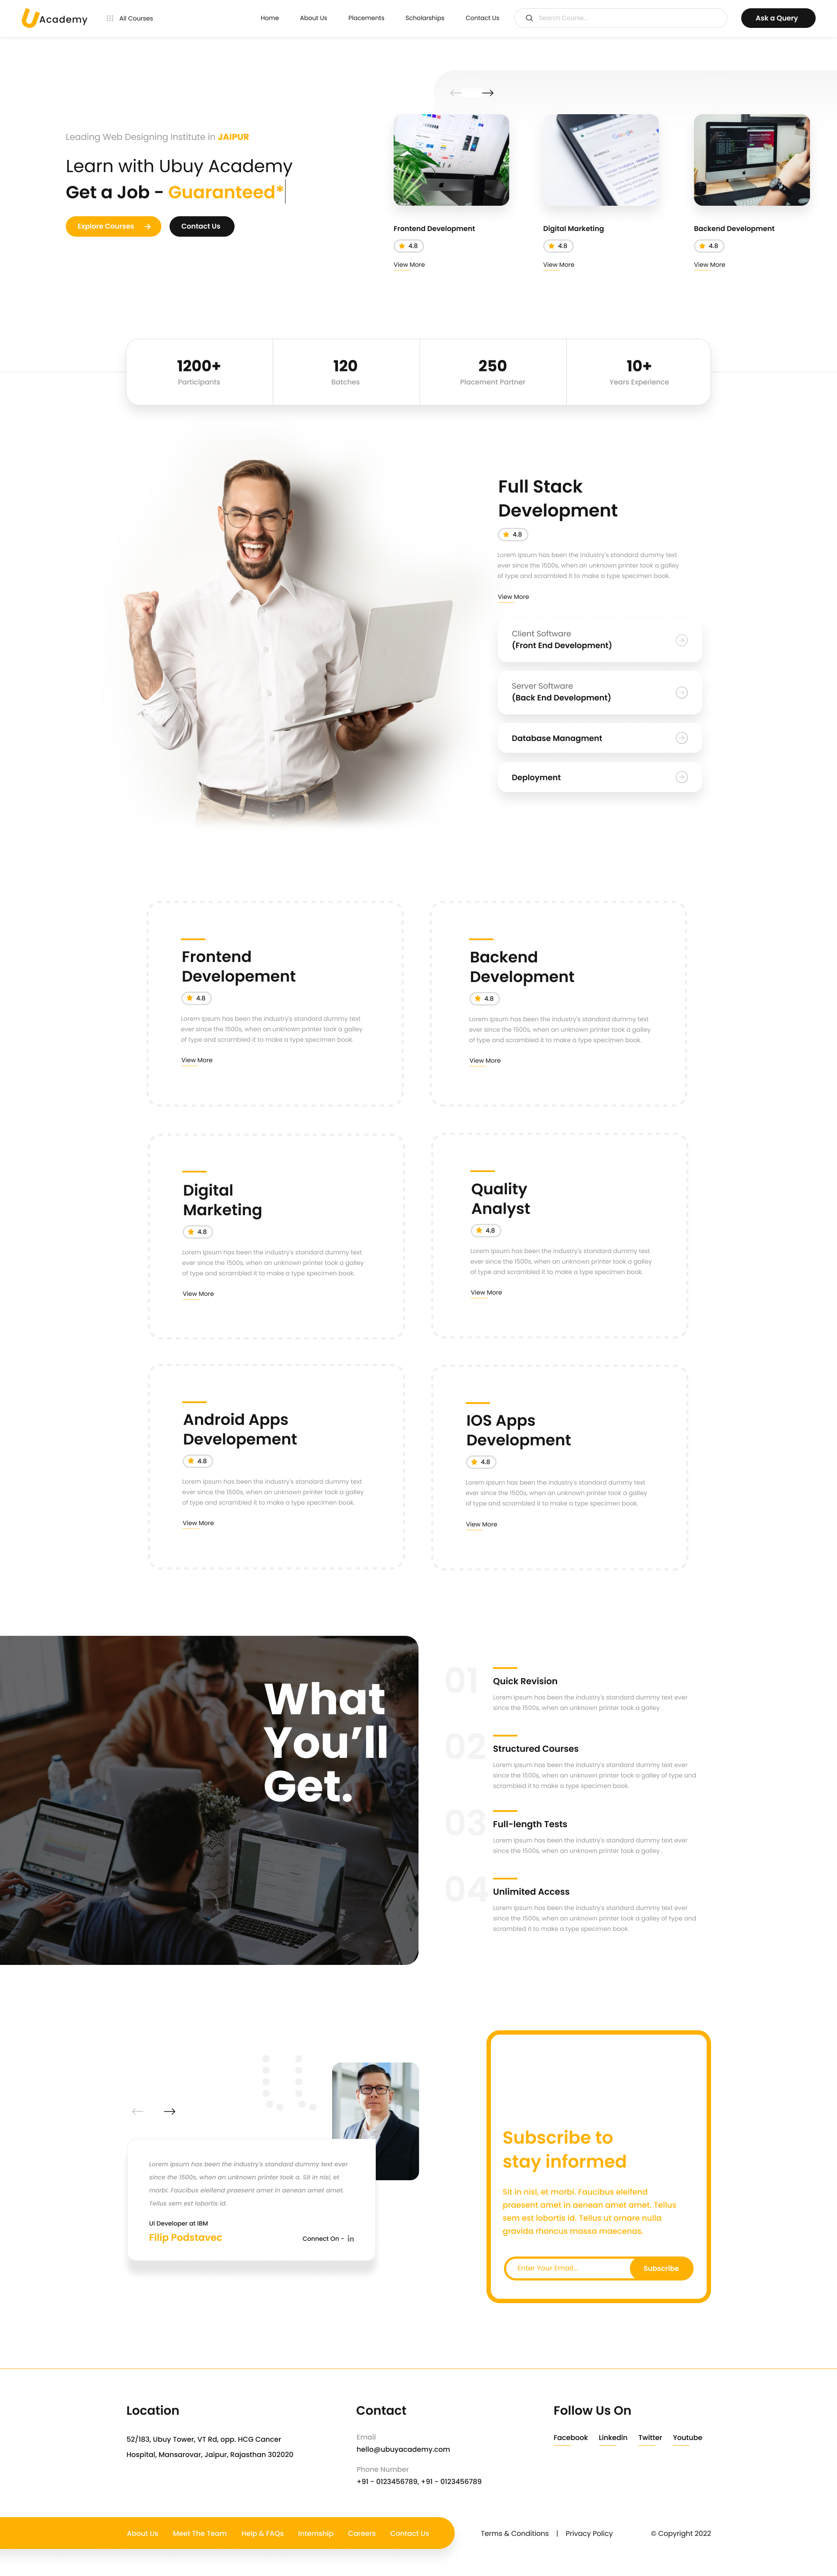 UAcademy
All Courses
Home
About Us
Placements
Scholarships
Contact Us
Search Course...
Ask a Query
Leading Web Designing Institute in JAIPUR
Learn with Ubuy Academy
Get a Job - Guaranteed*
Explore Courses
Contact Us
Google
Frontend Development
4.8
View More
Digital Marketing
4.8
View More
Backend Development
4.8
View More
1200+
Participants
120
Batches
250
Placement Partner
10+
Years Experience
Full Stack
Development
4.8
Lorem Ipsum has been the industry's standard dummy text
ever since the 1500s, when an unknown printer took a galley
of type and scrambled it to make a type specimen book.
View More
Client Software
(Front End Development)
Server Software
(Back End Development)
Database Managment
Deployment
Frontend
Developement
4.8
Lorem Ipsum has been the industry's standard dummy text
ever since the 1500s, when an unknown printer took a galley
of type and scrambled it to make a type specimen book.
View More
Backend
Development
4.8
Lorem Ipsum has been the industry's standard dummy text
ever since the 1500s, when an unknown printer took a galley
of type and scrambled it to make a type specimen book.
View More
Digital
Marketing
4.8
Lorem Ipsum has been the industry's standard dummy text
ever since the 1500s, when an unknown printer took a galley
of type and scrambled it to make a type specimen book.
View More
Quality
Analyst
4.8
Lorem Ipsum has been the industry's standard dummy text
ever since the 1500s, when an unknown printer took a galley
of type and scrambled it to make a type specimen book.
View More
Android Apps
Developement
4.8
Lorem Ipsum has been the industry's standard dummy text
ever since the 1500s, when an unknown printer took a galley
of type and scrambled it to make a type specimen book.
View More
IOS Apps
Development
4.8
Lorem Ipsum has been the industry's standard dummy text
ever since the 1500s, when an unknown printer took a galley
of type and scrambled it to make a type specimen book.
View More
What
You'll
Get.
01
Quick Revision
Lorem Ipsum has been the industry's standard dummy text ever
since the 1500s, when an unknown printer took a galley .
02
Structured Courses
Lorem Ipsum has been the industry's standard dummy text ever
since the 1500s, when an unknown printer took a galley of type and
scrambled it to make a type specimen book.
03
Full-length Tests
Lorem Ipsum has been the industry's standard dummy text ever
since the 1500s, when an unknown printer took a galley .
04
Unlimited Access
Lorem Ipsum has been the industry's standard dummy text ever
since the 1500s, when an unknown printer took a galley of type and
scrambled it to make a type specimen book.
Lorem Ipsum has been the industry's standard dummy text ever
since the 1500s, when an unknown printer took a. Sit in nisl, et
morbi. Faucibus eleifend praesent amet in aenean amet amet.
Tellus sem est lobortis id.
UI Developer at IBM
Filip Podstavec
Connect On - in
Subscribe to
stay informed
Sit in nisl, et morbi. Faucibus eleifend
praesent amet in aenean amet amet. Tellus
sem est lobortis id. Tellus ut ornare nulla
gravida rhoncus massa maecenas.
Enter Your Email...
Subscribe
Location
52/183, Ubuy Tower, VT Rd, opp. HCG Cancer
Hospital, Mansarovar, Jaipur, Rajasthan 302020
Contact
Email
hello@ubuyacademy.com
Phone Number
+91 - 0123456789, +91 - 0123456789
Follow Us On
Facebook
Linkedin
Twitter
Youtube
About Us
Meet The Team
Help & FAQs
Internship
Careers
Contact Us
Terms & Conditions | Privacy Policy
© Copyright 2022